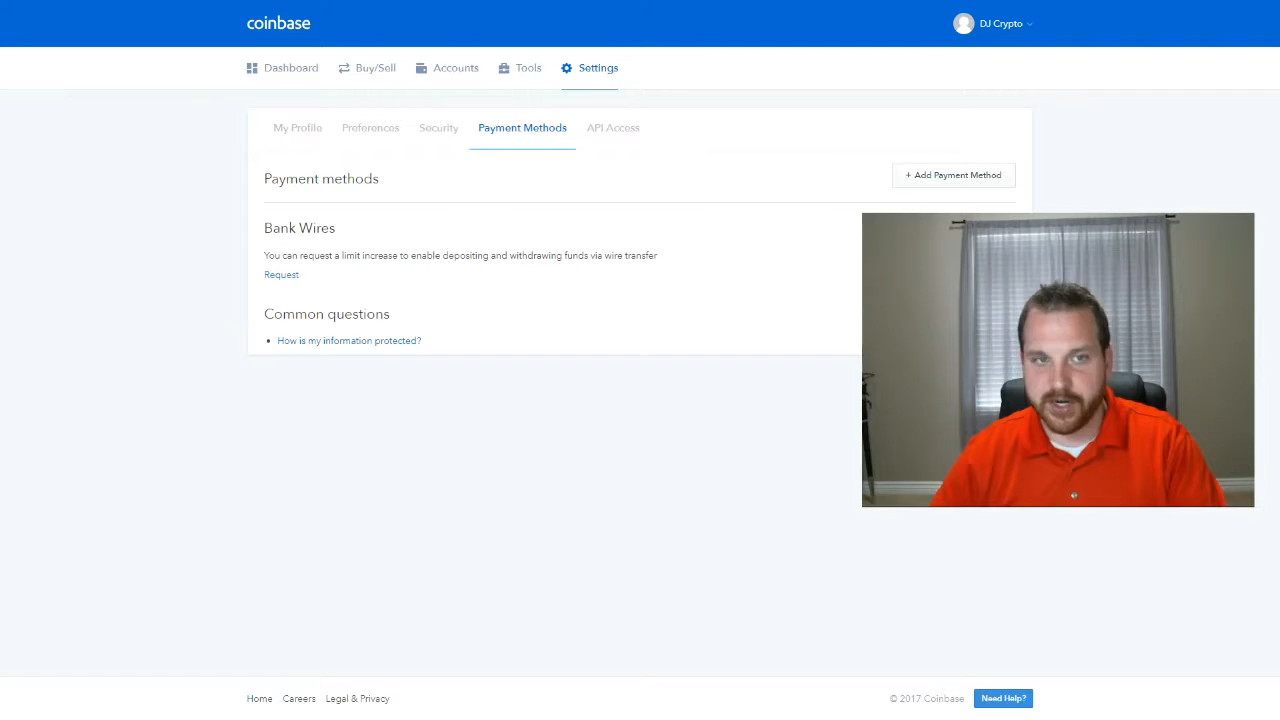 coinbase
DJ Crypto
Dashboard Buy/Sell Accounts Tools Settings
My Profile Preferences Security Payment Methods API Access
Payment methods
+ Add Payment Method
Bank Wires
You can request a limit increase to enable depositing and withdrawing funds via wire transfer
Request
Common questions
• How is my information protected?
Home Careers Legal & Privacy
© 2017 Coinbase
Need Help?